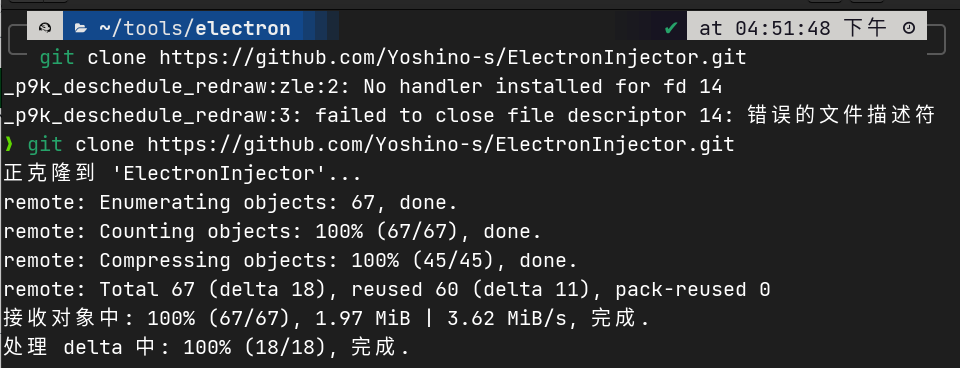 ~/tools/electron ✔ at 04:51:48 下午
git clone https://github.com/Yoshino-s/ElectronInjector.git
_p9k_deschedule_redraw:zle:2: No handler installed for fd 14
_p9k_deschedule_redraw:3: failed to close file descriptor 14: 错误的文件描述符
❯ git clone https://github.com/Yoshino-s/ElectronInjector.git
正克隆到 'ElectronInjector'...
remote: Enumerating objects: 67, done.
remote: Counting objects: 100% (67/67), done.
remote: Compressing objects: 100% (45/45), done.
remote: Total 67 (delta 18), reused 60 (delta 11), pack-reused 0
接收对象中: 100% (67/67), 1.97 MiB | 3.62 MiB/s, 完成.
处理 delta 中: 100% (18/18), 完成.